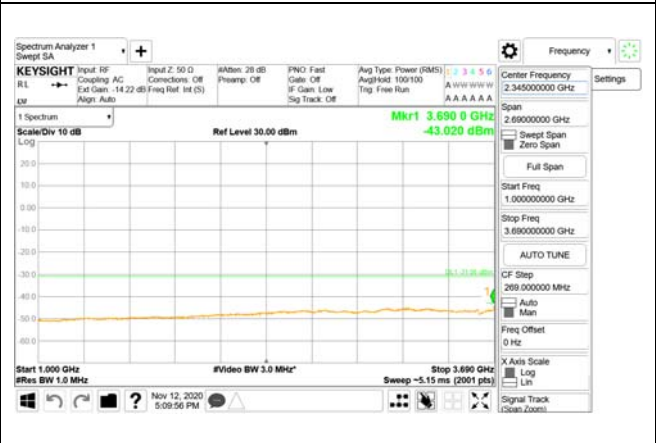 Spectrum Analyzer 1
Swept SA
Frequency
KEYSIGHT
Input: RF
Input Z: 50 Ω
#Atten: 28 dB
PNO: Fast
Avg Type: Power (RMS)
1 2 3 4 5 6
RL
Coupling: AC
Corrections: Off
Preamp: Off
Gate: Off
Avg|Hold: 100/100
A W W W W W
Ext Gain: -14.22 dB
Freq Ref: Int (S)
IF Gain: Low
Trig: Free Run
Align: Auto
Sig Track: Off
A A A A A A
1 Spectrum
Mkr1 3.690 0 GHz
Scale/Div 10 dB
Ref Level 30.00 dBm
-43.020 dBm
Log
20.0
10.0
0.00
-10.0
-20.0
-30.0
-40.0
1
-50.0
-60.0
Start 1.000 GHz
#Video BW 3.0 MHz*
Stop 3.690 GHz
#Res BW 1.0 MHz
Sweep ~5.15 ms (2001 pts)
Nov 12, 2020
5:09:56 PM
Center Frequency
2.345000000 GHz
Settings
Span
2.69000000 GHz
Swept Span
Zero Span
Full Span
Start Freq
1.000000000 GHz
Stop Freq
3.690000000 GHz
AUTO TUNE
CF Step
269.000000 MHz
Auto
Man
Freq Offset
0 Hz
X Axis Scale
Log
Lin
Signal Track
(Span Zoom)